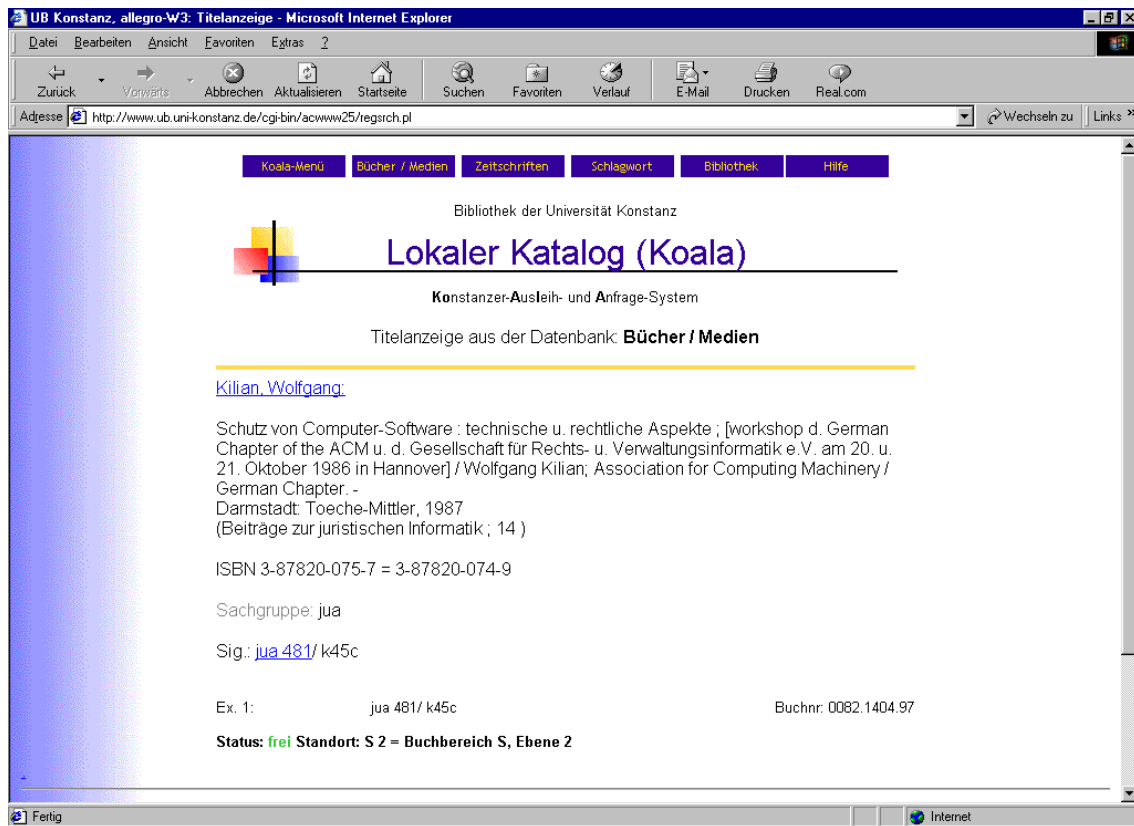 UB Konstanz, allegro-W3: Titelanzeige - Microsoft Internet Explorer
Datei Bearbeiten Ansicht Favoriten Extras ?
Zurück Vorwärts Abbrechen Aktualisieren Startseite Suchen Favoriten Verlauf E-Mail Drucken Real.com
Adresse http://www.ub.uni-konstanz.de/cgi-bin/acwww25/regsrch.pl Wechseln zu Links »
Koala-Menü Bücher / Medien Zeitschriften Schlagwort Bibliothek Hilfe
Bibliothek der Universität Konstanz
Lokaler Katalog (Koala)
Konstanzer-Ausleih- und Anfrage-System
Titelanzeige aus der Datenbank: Bücher / Medien
Kilian, Wolfgang:
Schutz von Computer-Software : technische u. rechtliche Aspekte ; [workshop d. German
Chapter of the ACM u. d. Gesellschaft für Rechts- u. Verwaltungsinformatik e.V. am 20. u.
21. Oktober 1986 in Hannover] / Wolfgang Kilian; Association for Computing Machinery /
German Chapter. -
Darmstadt: Toeche-Mittler, 1987
(Beiträge zur juristischen Informatik ; 14 )
ISBN 3-87820-075-7 = 3-87820-074-9
Sachgruppe: jua
Sig.: jua 481/ k45c
Ex. 1: jua 481/ k45c Buchnr: 0082.1404.97
Status: frei Standort: S 2 = Buchbereich S, Ebene 2
Fertig Internet